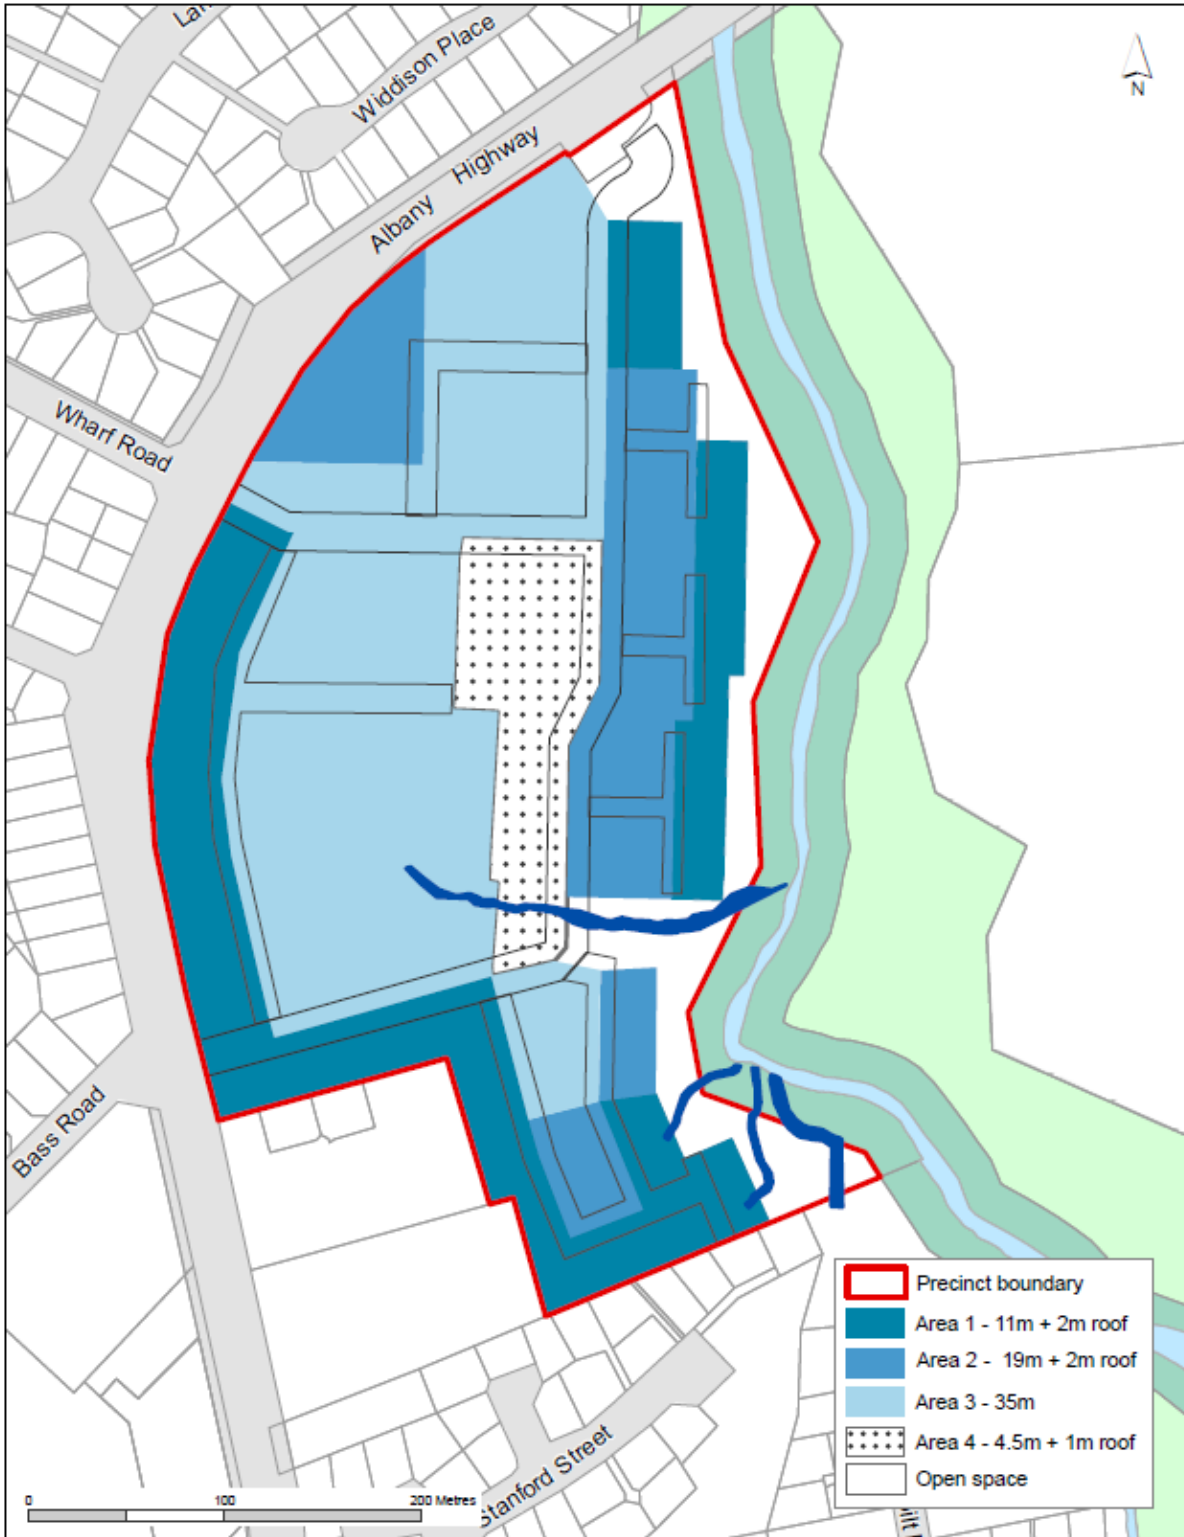 Widdison Place
Albany Highway
N
Wharf Road
Bass Road
Precinct boundary
Area 1 - 11m + 2m roof
Area 2 - 19m + 2m roof
Area 3 - 35m
Area 4 - 4.5m + 1m roof
Open space
0 100 200 Metres
Stanford Street